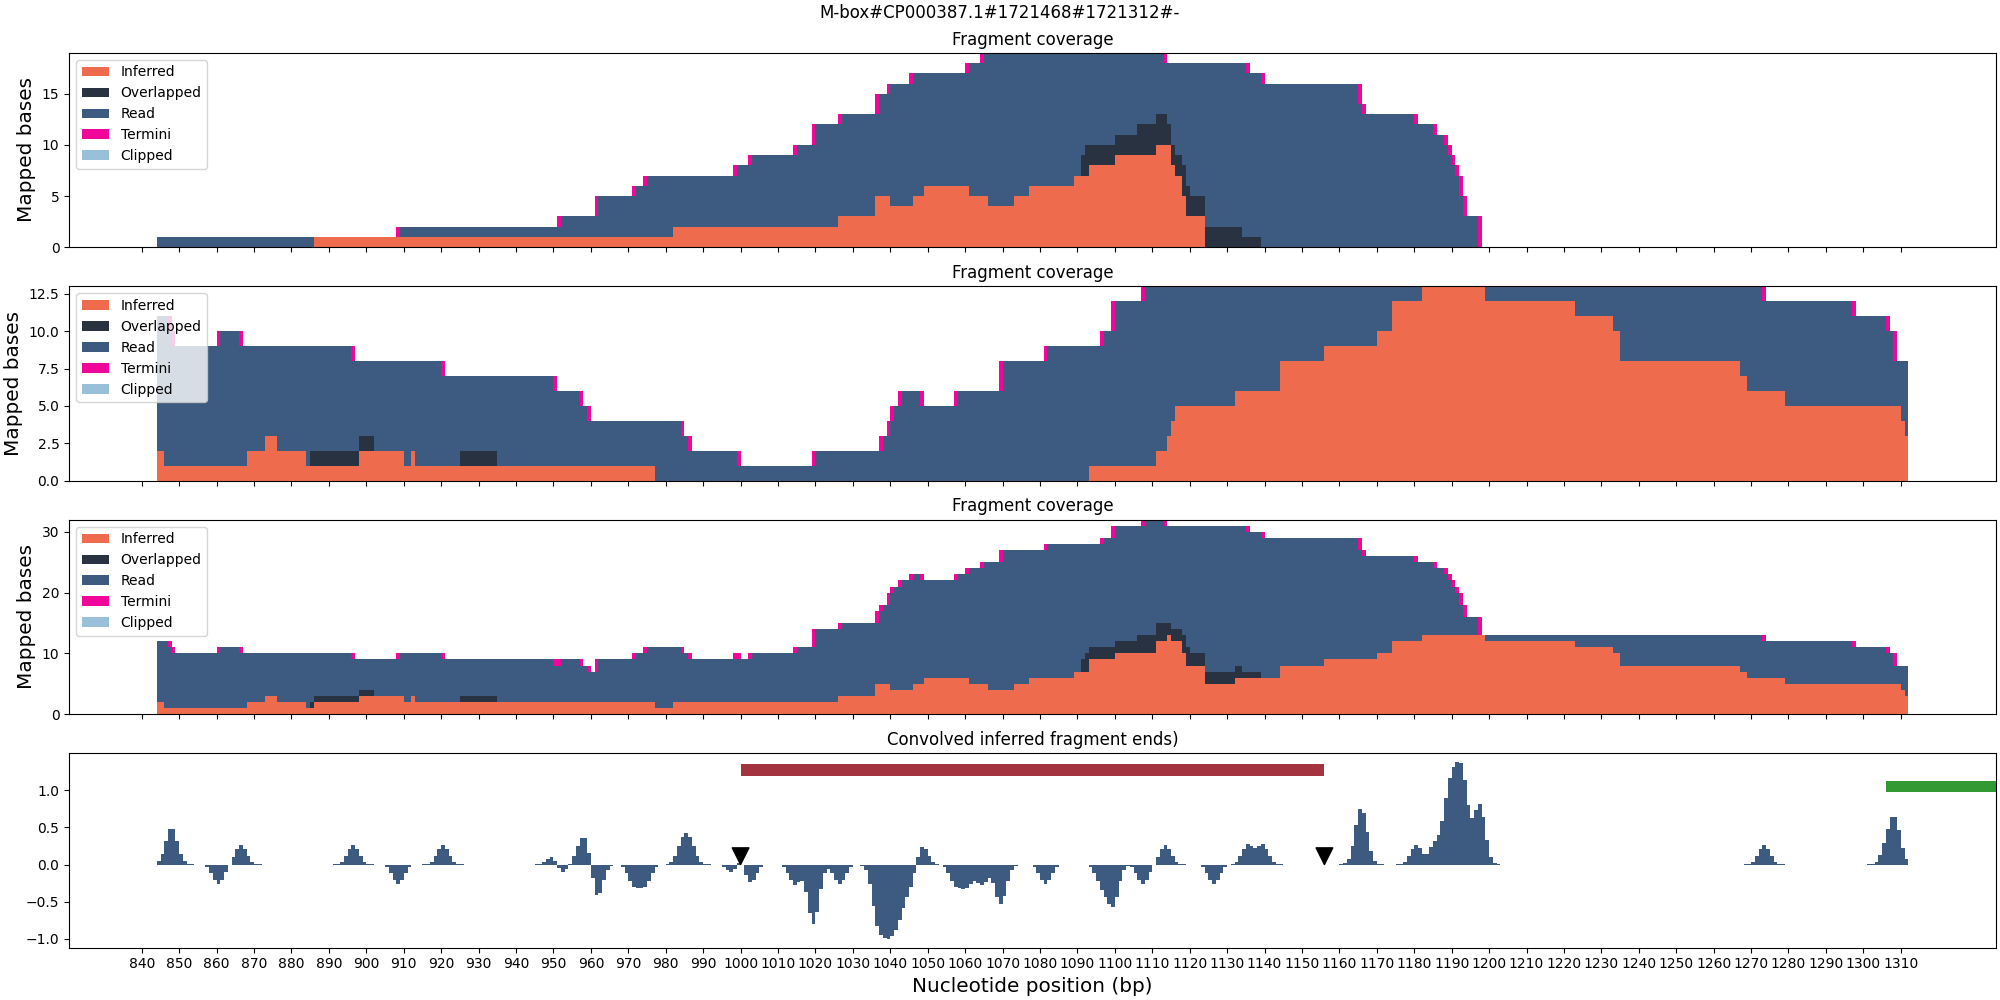 M-box#CP000387.1#1721468#1721312#-
Fragment coverage
Mapped bases
15
10
5
0
Inferred
Overlapped
Read
Termini
Clipped
Fragment coverage
Mapped bases
12.5
10.0
7.5
5.0
2.5
0.0
Inferred
Overlapped
Read
Termini
Clipped
Fragment coverage
Mapped bases
30
20
10
0
Inferred
Overlapped
Read
Termini
Clipped
Convolved inferred fragment ends)
1.0
0.5
0.0
−0.5
−1.0
840 850 860 870 880 890 900 910 920 930 940 950 960 970 980 990 1000 1010 1020 1030 1040 1050 1060 1070 1080 1090 1100 1110 1120 1130 1140 1150 1160 1170 1180 1190 1200 1210 1220 1230 1240 1250 1260 1270 1280 1290 1300 1310
Nucleotide position (bp)